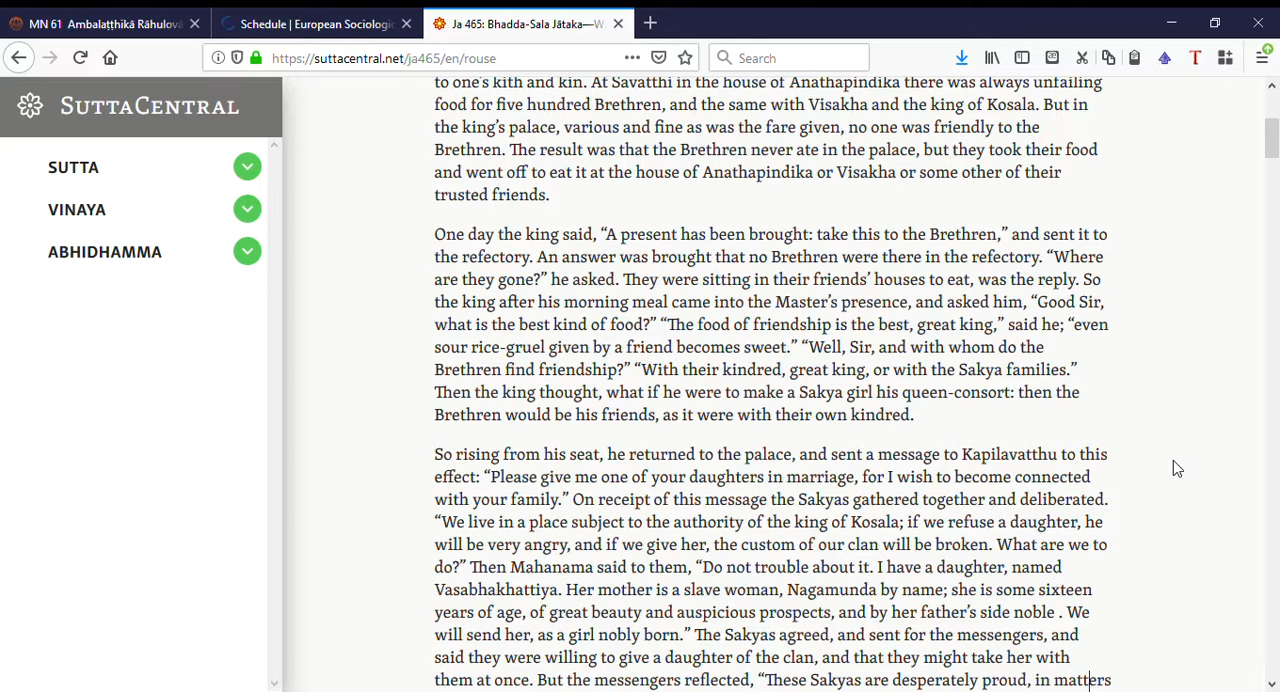 MN 61 Ambalaṭṭhikā Rāhulová
Schedule | European Sociologic
Ja 465: Bhadda-Sala Jātaka—W
https://suttacentral.net/ja465/en/rouse
Search
SUTTACENTRAL
SUTTA
VINAYA
ABHIDHAMMA
to one's kith and kin. At Savatthi in the house of Anathapindika there was always unfailing
food for five hundred Brethren, and the same with Visakha and the king of Kosala. But in
the king's palace, various and fine as was the fare given, no one was friendly to the
Brethren. The result was that the Brethren never ate in the palace, but they took their food
and went off to eat it at the house of Anathapindika or Visakha or some other of their
trusted friends.
One day the king said, “A present has been brought: take this to the Brethren,” and sent it to
the refectory. An answer was brought that no Brethren were there in the refectory. “Where
are they gone?” he asked. They were sitting in their friends’ houses to eat, was the reply. So
the king after his morning meal came into the Master’s presence, and asked him, “Good Sir,
what is the best kind of food?” “The food of friendship is the best, great king,” said he; “even
sour rice-gruel given by a friend becomes sweet.” “Well, Sir, and with whom do the
Brethren find friendship?” “With their kindred, great king, or with the Sakya families.”
Then the king thought, what if he were to make a Sakya girl his queen-consort: then the
Brethren would be his friends, as it were with their own kindred.
So rising from his seat, he returned to the palace, and sent a message to Kapilavatthu to this
effect: “Please give me one of your daughters in marriage, for I wish to become connected
with your family.” On receipt of this message the Sakyas gathered together and deliberated.
“We live in a place subject to the authority of the king of Kosala; if we refuse a daughter, he
will be very angry, and if we give her, the custom of our clan will be broken. What are we to
do?” Then Mahanama said to them, “Do not trouble about it. I have a daughter, named
Vasabhakhattiya. Her mother is a slave woman, Nagamunda by name; she is some sixteen
years of age, of great beauty and auspicious prospects, and by her father’s side noble . We
will send her, as a girl nobly born.” The Sakyas agreed, and sent for the messengers, and
said they were willing to give a daughter of the clan, and that they might take her with
them at once. But the messengers reflected, “These Sakyas are desperately proud, in matters